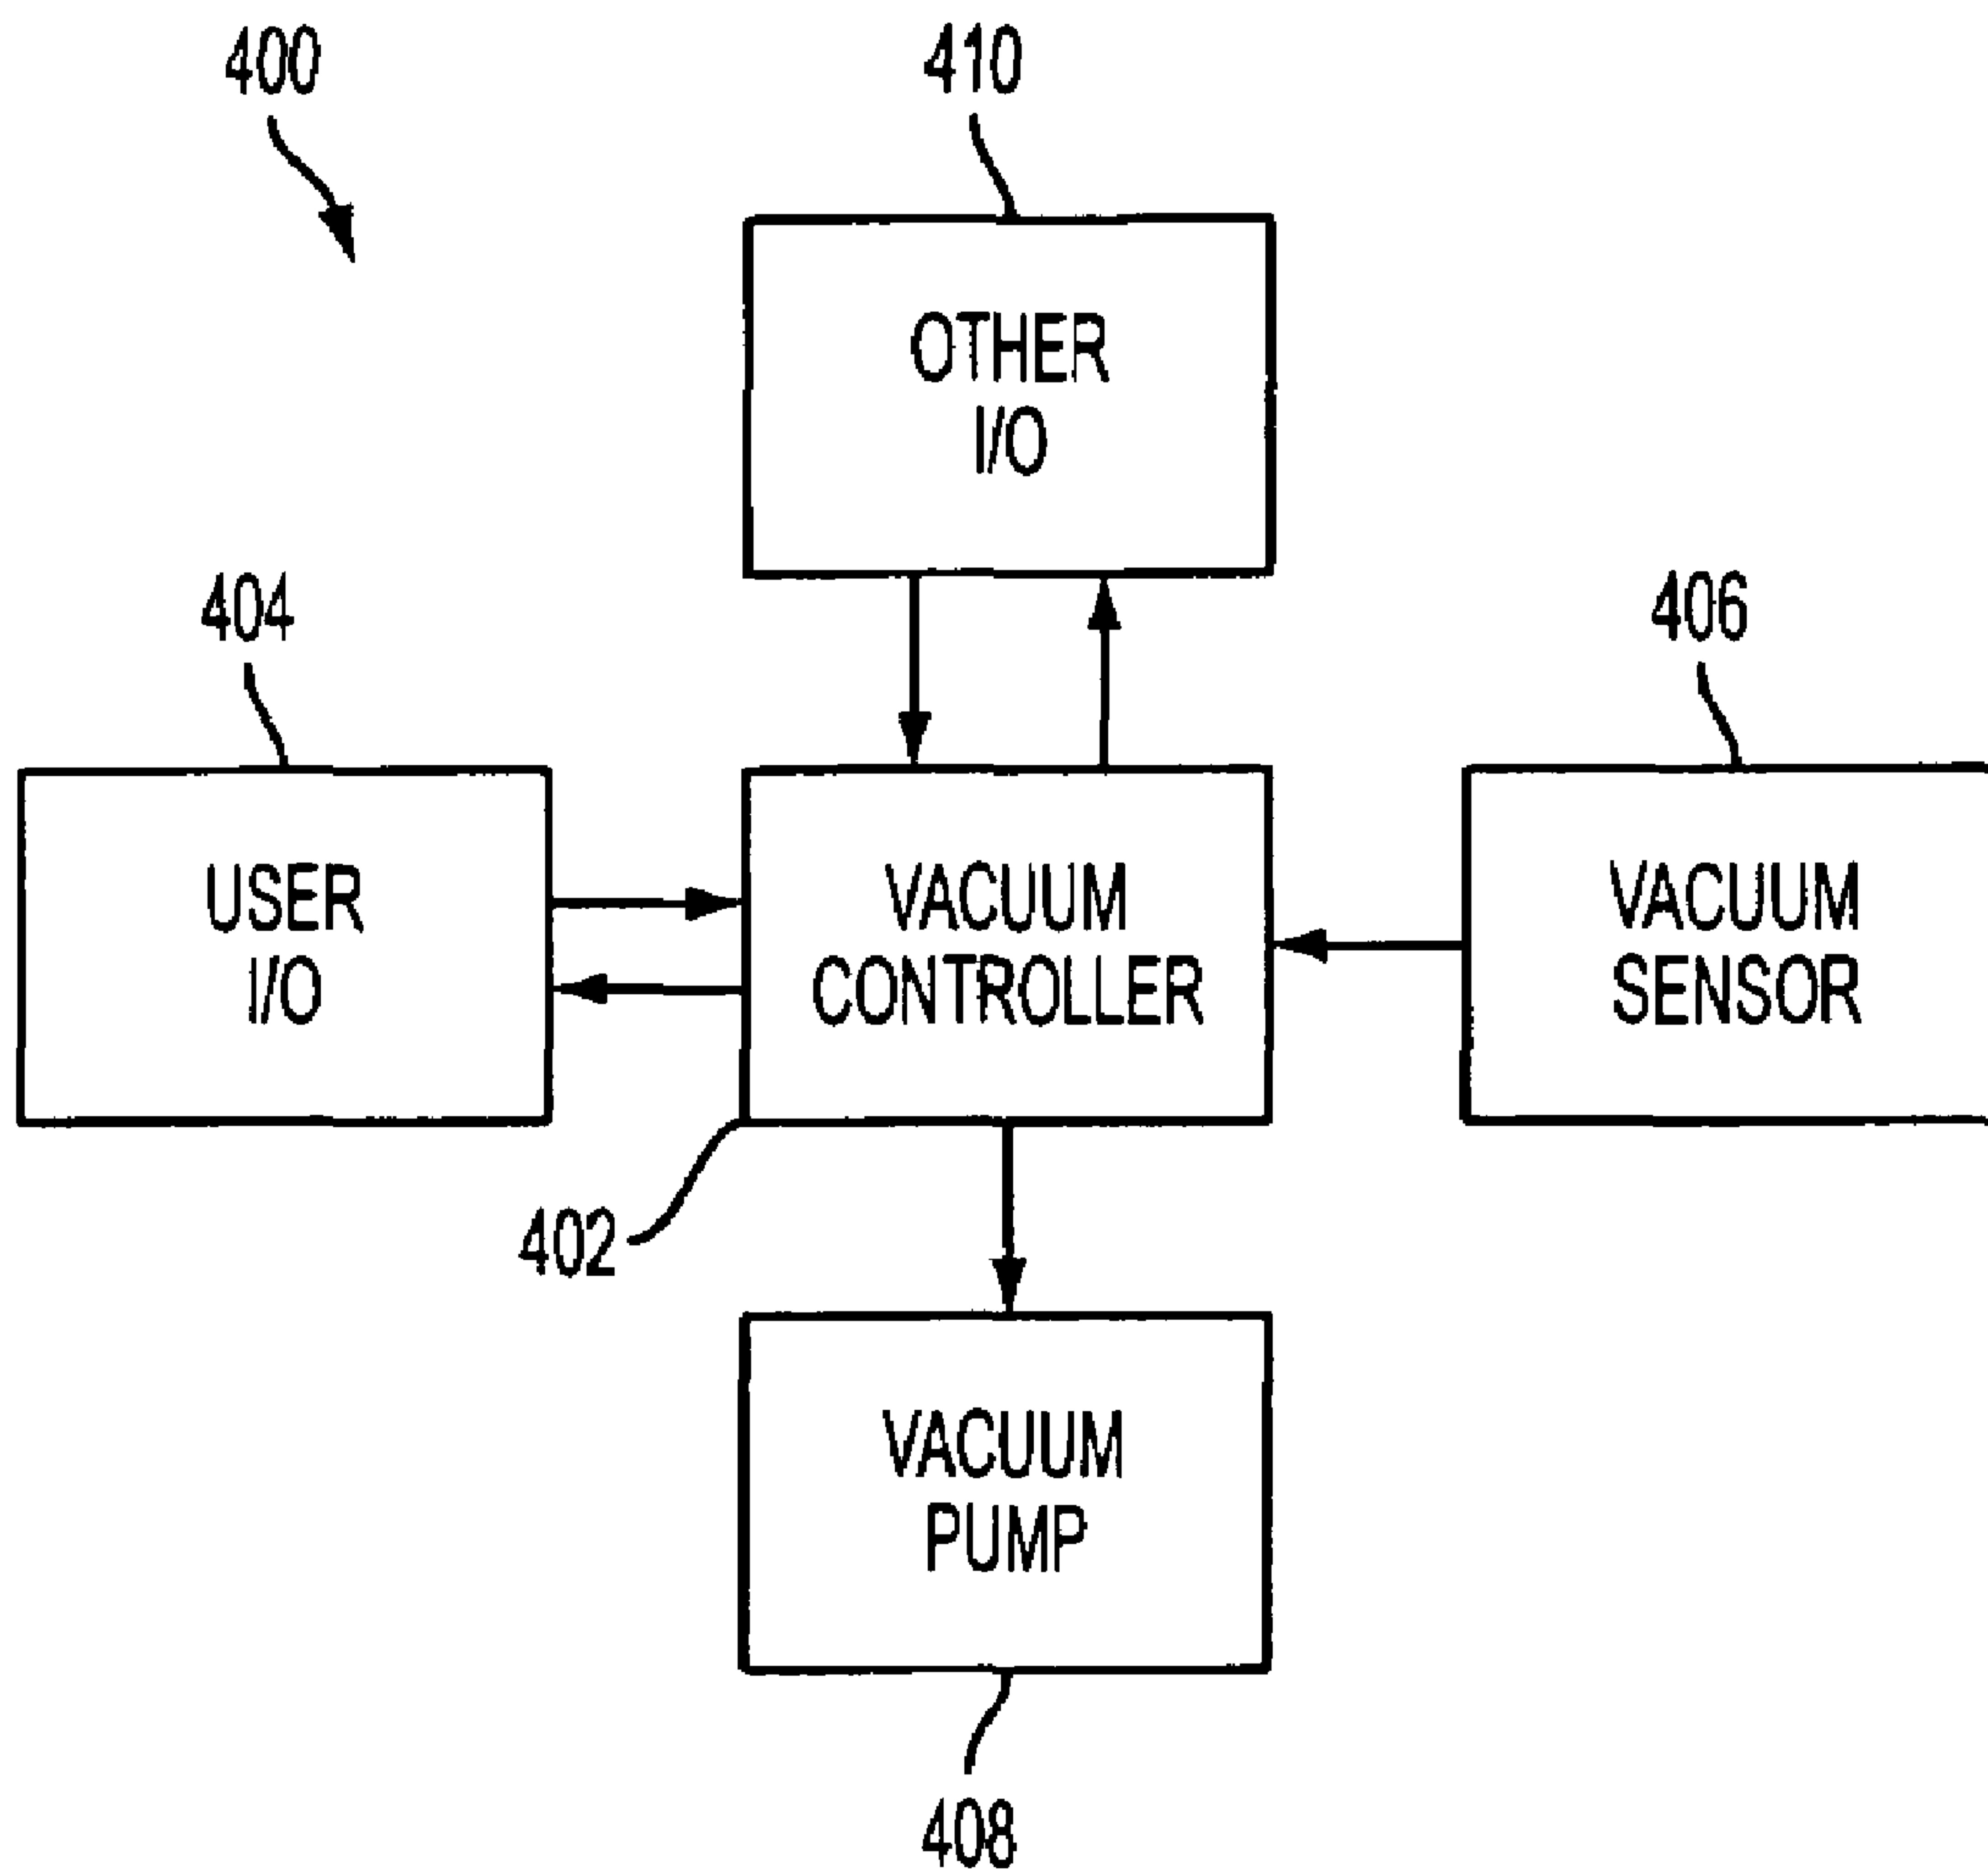 400
410
OTHER
I/O
404
406
USER
I/O
VACUUM
CONTROLLER
VACUUM
SENSOR
402
VACUUM
PUMP
408